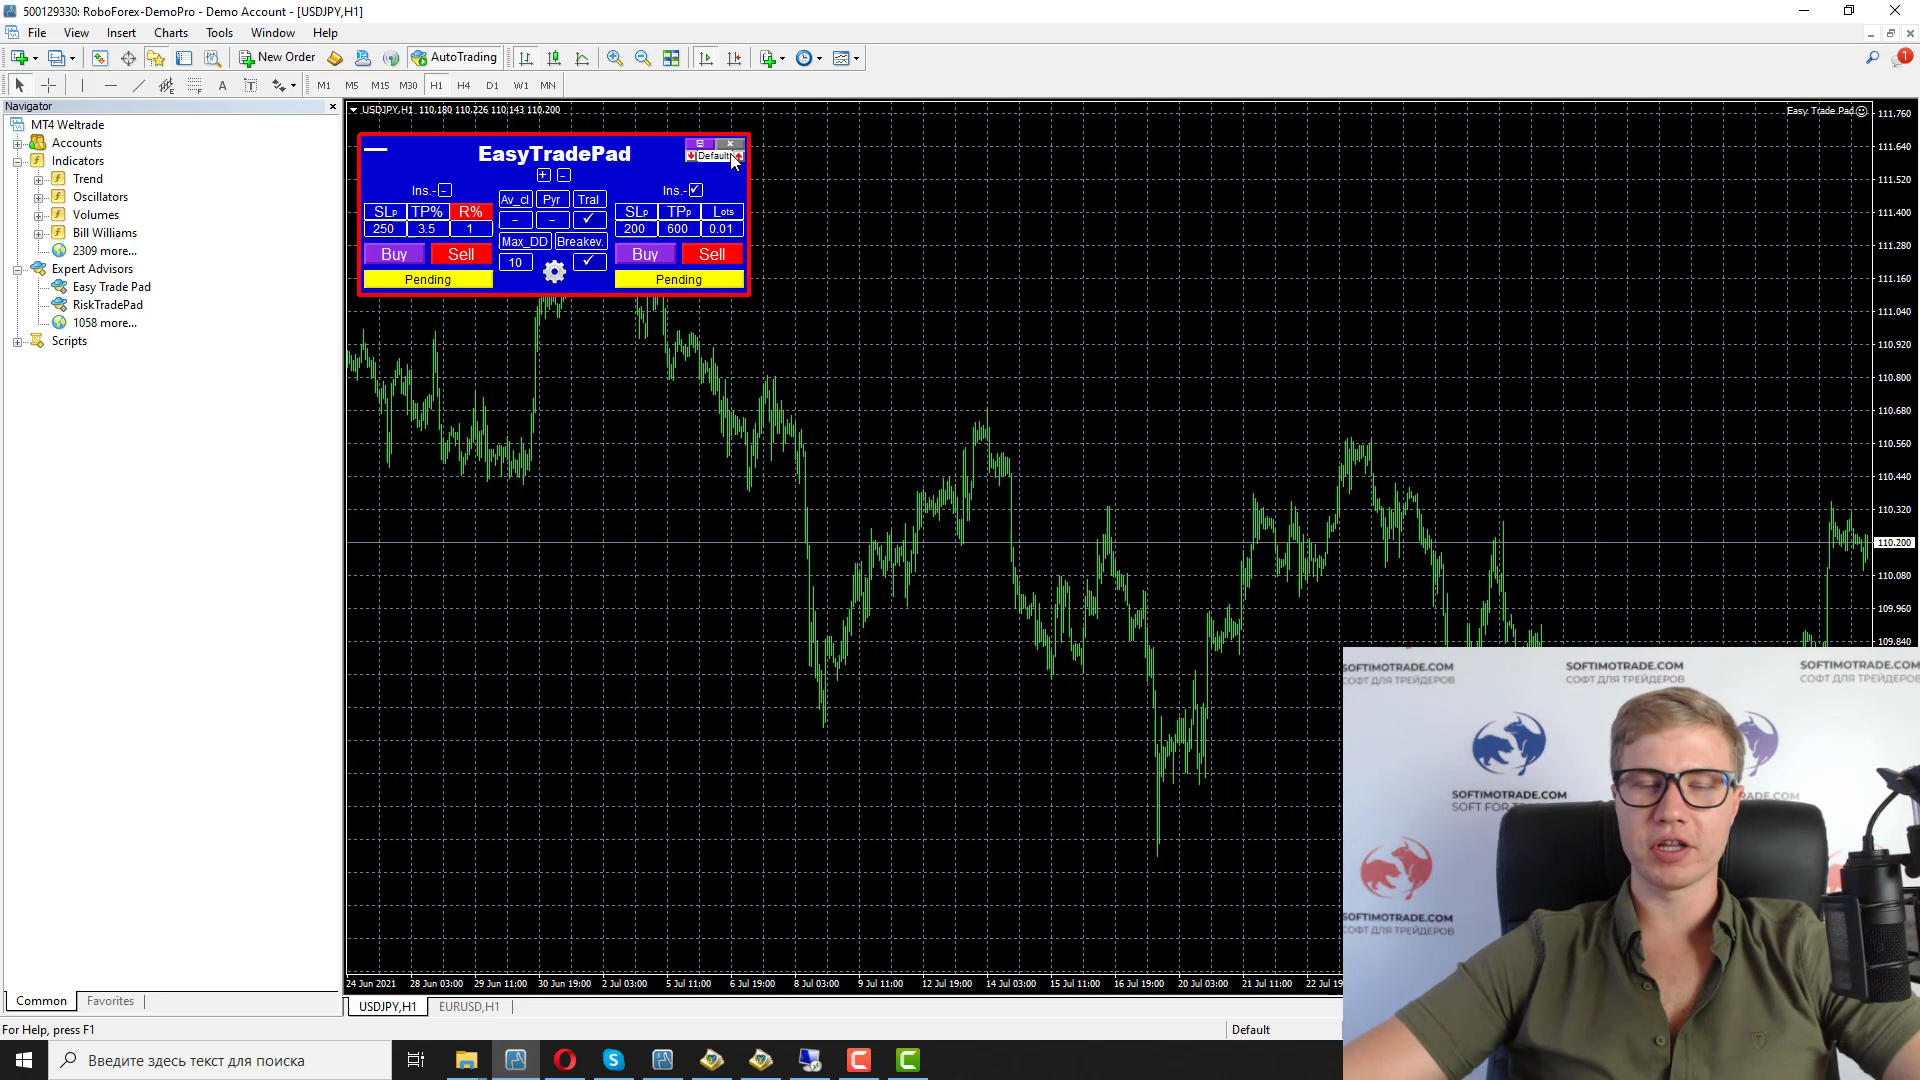 500129330: RoboForex-DemoPro - Demo Account - [USDJPY,H1]
File View Insert Charts Tools Window Help
New Order AutoTrading 1
A T M1 M5 M15 M30 H1 H4 D1 W1 MN
Navigator
MT4 Weltrade
Accounts
Indicators
Trend
Oscillators
Volumes
Bill Williams
2309 more...
Expert Advisors
Easy Trade Pad
RiskTradePad
1058 more...
Scripts
Common Favorites
USDJPY,H1 110.180 110.226 110.143 110.200
Easy Trade Pad
EasyTradePad
Default
+ -
Ins.- - Ins.-
Av_cl Pyr Tral
SLp TP% R% SLp TPp Lots
250 3.5 1 - - 200 600 0.01
Max_DD Breakev.
Buy Sell 10 Buy Sell
Pending Pending
111.760
111.640
111.520
111.400
111.280
111.160
111.040
110.920
110.800
110.680
110.560
110.440
110.320
110.200
110.080
109.960
109.840
24 Jun 2021 28 Jun 03:00 29 Jun 11:00 30 Jun 19:00 2 Jul 03:00 5 Jul 11:00 6 Jul 19:00 8 Jul 03:00 9 Jul 11:00 12 Jul 19:00 14 Jul 03:00 15 Jul 11:00 16 Jul 19:00 20 Jul 03:00 21 Jul 11:00 22 Jul 19
USDJPY,H1 EURUSD,H1
For Help, press F1 Default
SOFTIMOTRADE.COM SOFTIMOTRADE.COM SOFTIMOTRADE.COM
СОФТ ДЛЯ ТРЕЙДЕРОВ СОФТ ДЛЯ ТРЕЙДЕРОВ СОФТ ДЛЯ ТРЕЙДЕРОВ
SOFTIMOTRADE.COM
SOFT FOR
SOFTIMOTRADE.COM
СОФТ ДЛЯ ТРЕЙДЕРОВ
Введите здесь текст для поиска